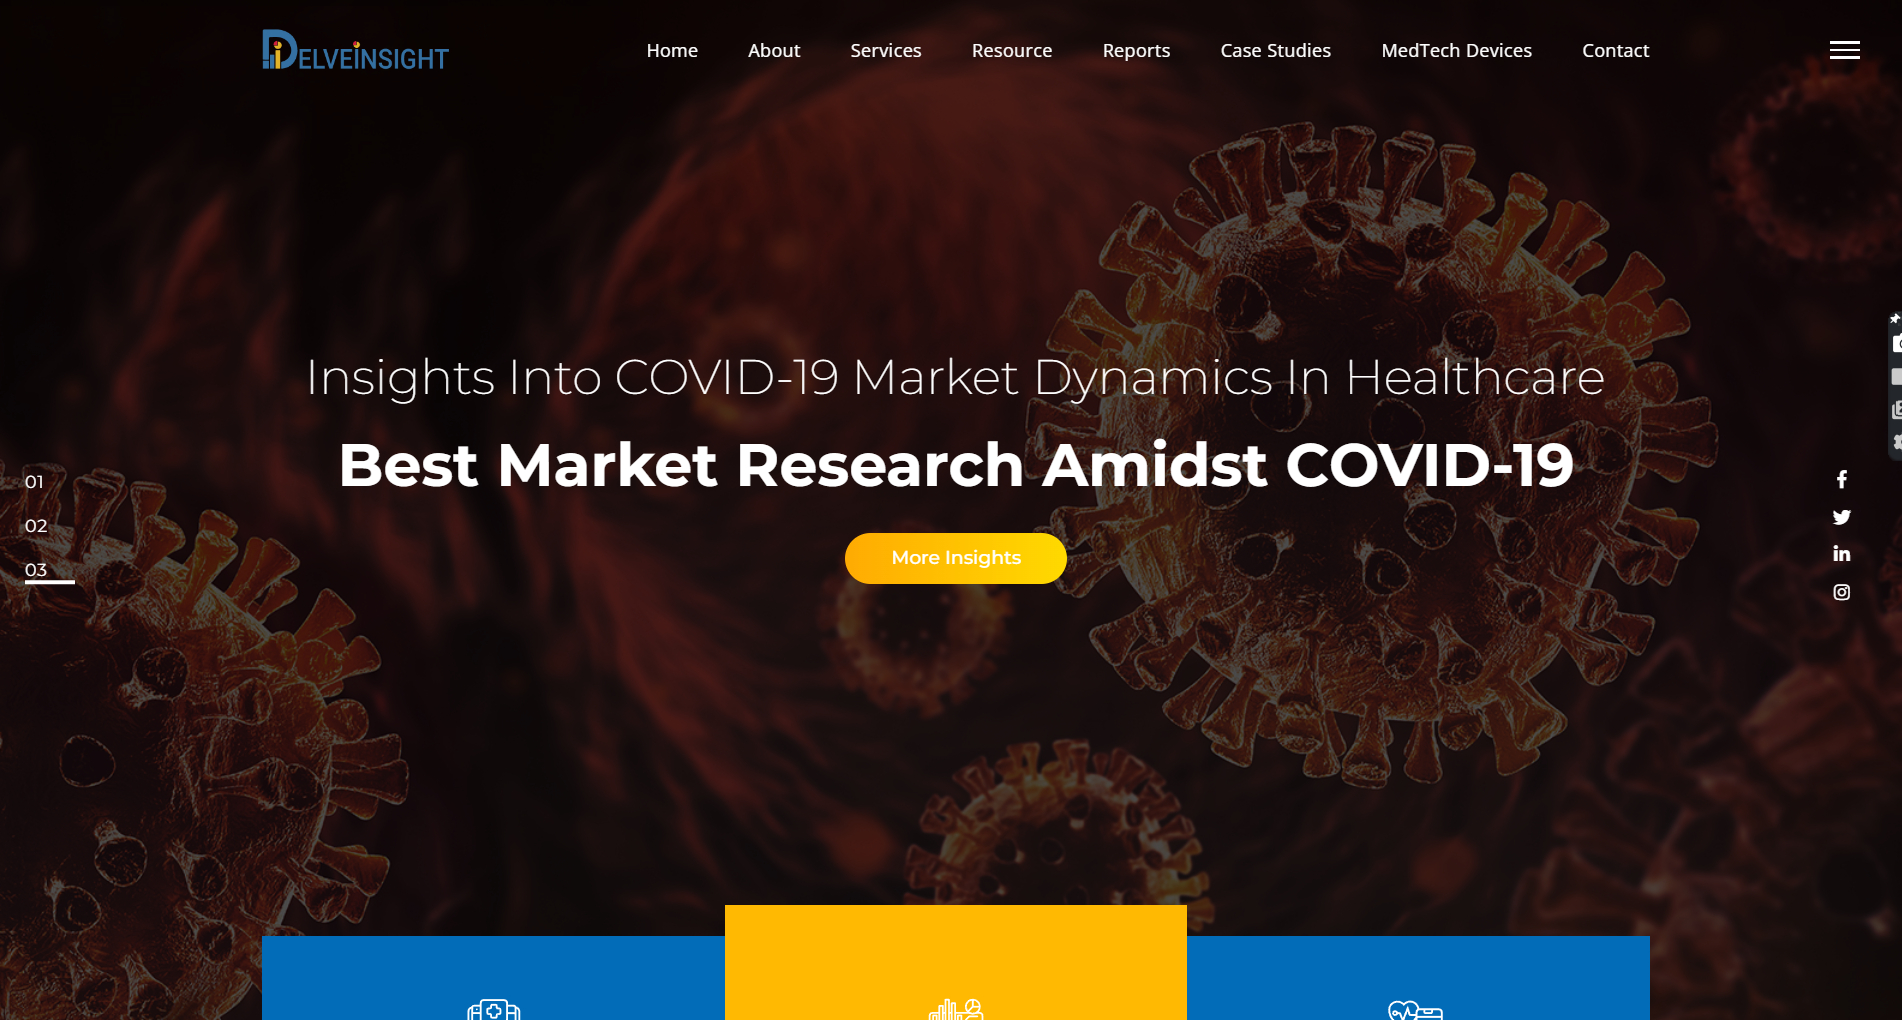 DELVEINSIGHT
Home
About
Services
Resource
Reports
Case Studies
MedTech Devices
Contact
Insights Into COVID-19 Market Dynamics In Healthcare
Best Market Research Amidst COVID-19
More Insights
01
02
03